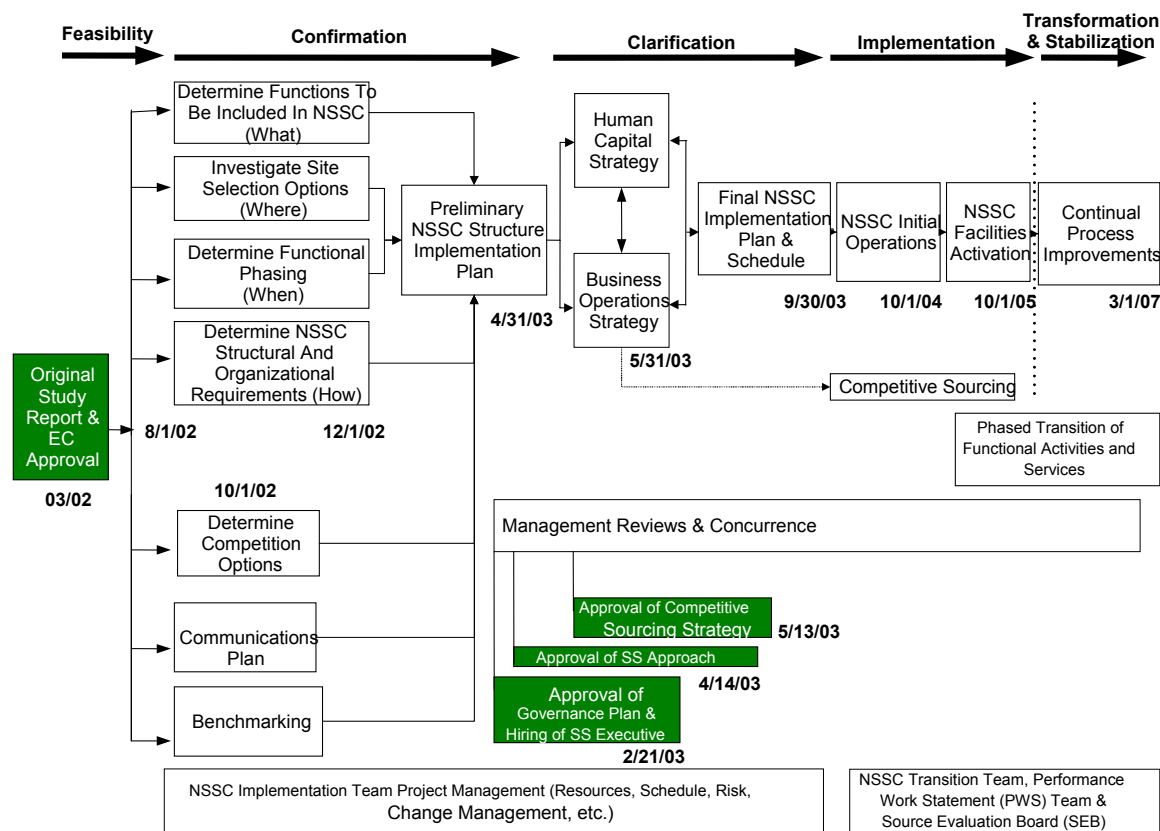 Feasibility
Confirmation
Clarification
Implementation
Transformation
& Stabilization
Determine Functions To
Be Included In NSSC
(What)
Investigate Site
Selection Options
(Where)
Determine Functional
Phasing
(When)
Determine NSSC
Structural And
Organizational
Requirements (How)
Original
Study
Report &
EC
Approval
03/02
8/1/02
12/1/02
10/1/02
Determine
Competition
Options
Communications
Plan
Benchmarking
Preliminary
NSSC Structure
Implementation
Plan
4/31/03
Human
Capital
Strategy
Business
Operations
Strategy
5/31/03
Final NSSC
Implementation
Plan &
Schedule
9/30/03
NSSC Initial
Operations
10/1/04
NSSC
Facilities
Activation
10/1/05
Continual
Process
Improvements
3/1/07
Competitive Sourcing
Phased Transition of
Functional Activities and
Services
Management Reviews & Concurrence
Approval of Competitive
Sourcing Strategy
5/13/03
Approval of SS Approach
4/14/03
Approval of
Governance Plan &
Hiring of SS Executive
2/21/03
NSSC Implementation Team Project Management (Resources, Schedule, Risk,
Change Management, etc.)
NSSC Transition Team, Performance
Work Statement (PWS) Team &
Source Evaluation Board (SEB)